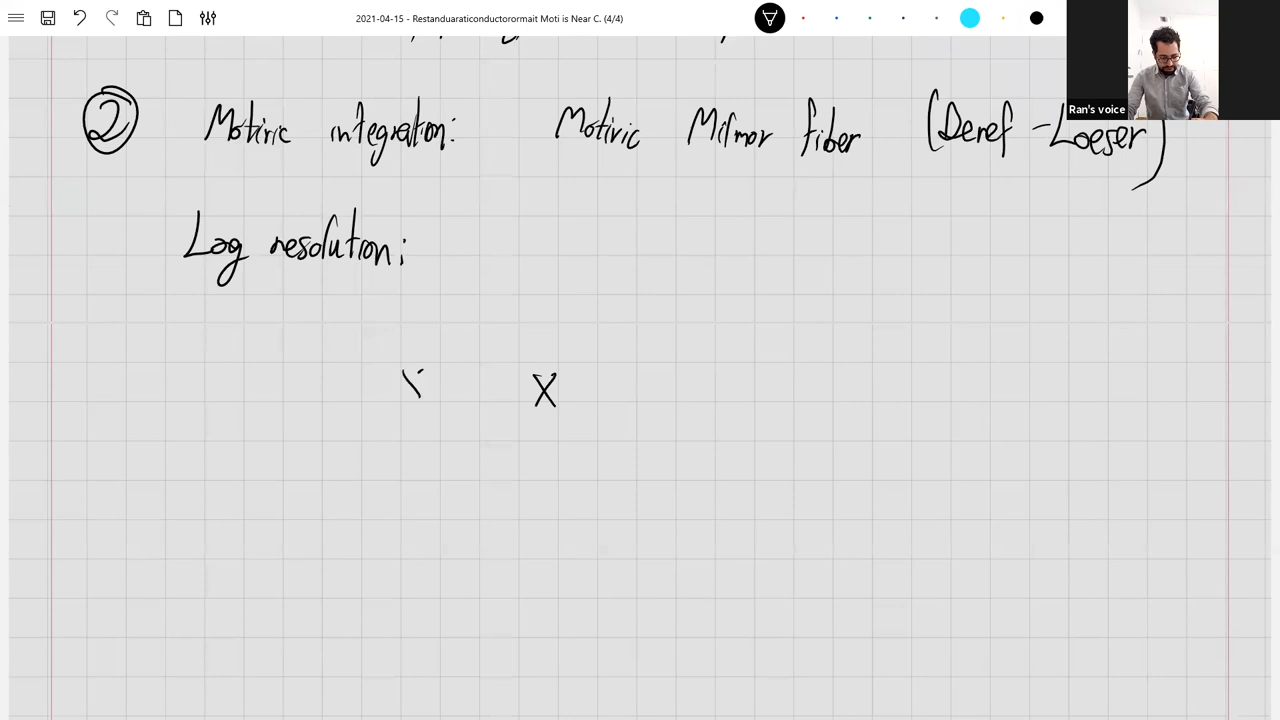 2021-04-15 - Restanduaraticonductorormait Moti is Near C. (4/4)
Ran's voice
② Motivic integration: Motivic Milnor fiber (Denef - Loeser)
Log resolution:
X